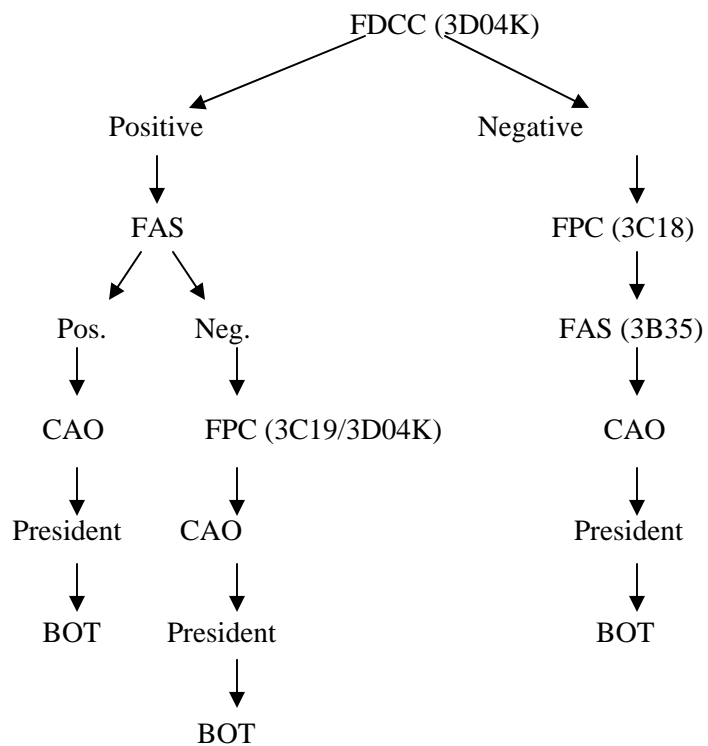 FDCC (3D04K)
Positive Negative
FAS FPC (3C18)
Pos. Neg. FAS (3B35)
CAO FPC (3C19/3D04K) CAO
President CAO President
BOT President BOT
BOT